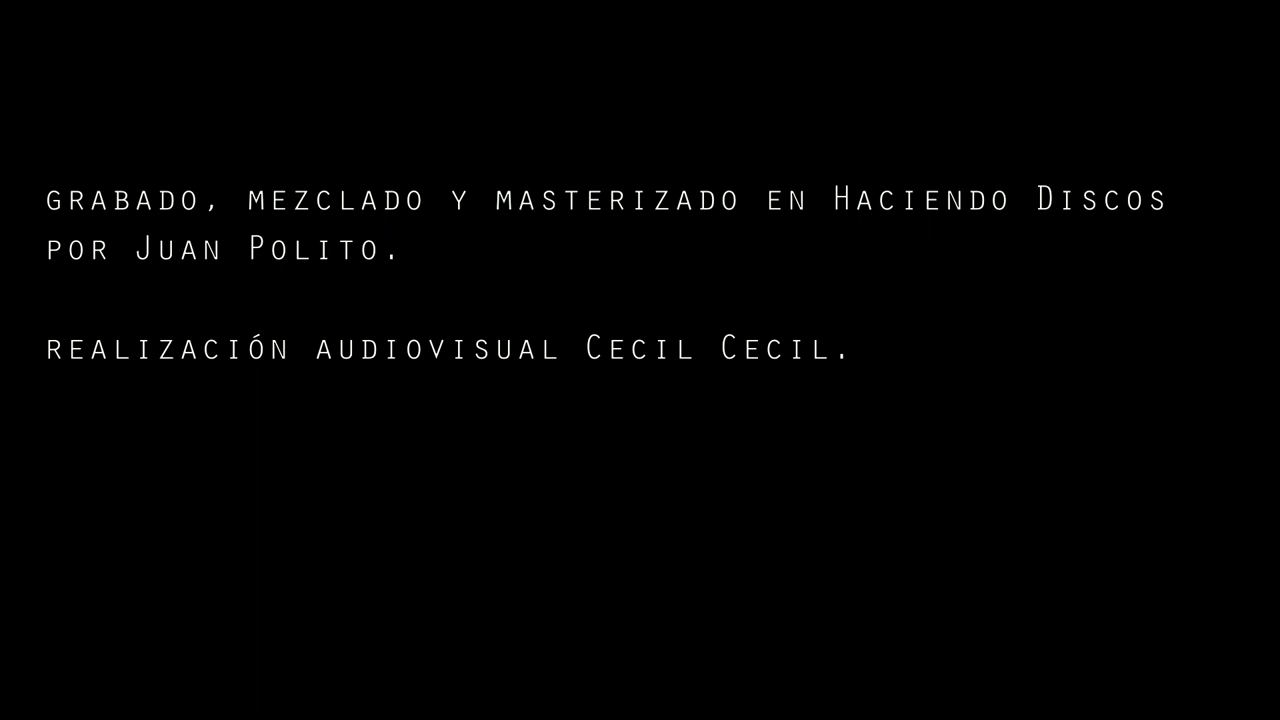 grabado, mezclado y masterizado en Haciendo Discos
por Juan Polito.
realización audiovisual Cecil Cecil.